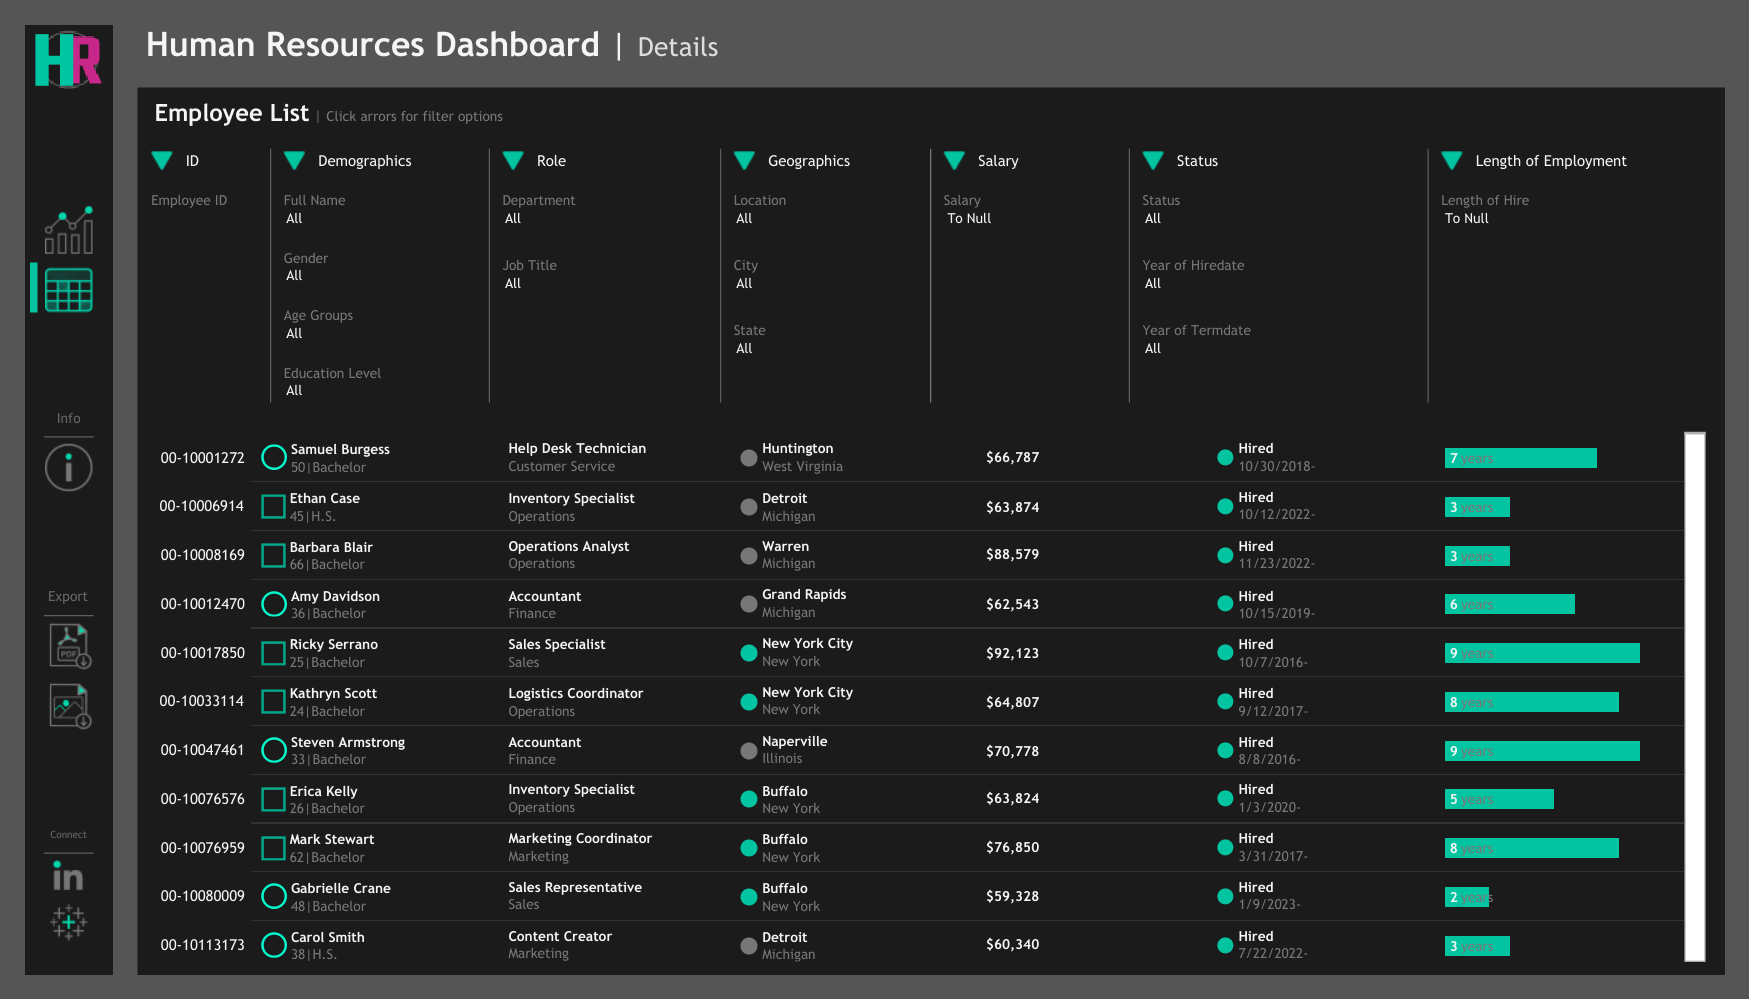 HR
Human Resources Dashboard | Details
Employee List | Click arrors for filter options
ID
Demographics
Role
Geographics
Salary
Status
Length of Employment
Employee ID
Full Name
All
Gender
All
Age Groups
All
Education Level
All
Department
All
Job Title
All
Location
All
City
All
State
All
Salary
To Null
Status
All
Year of Hiredate
All
Year of Termdate
All
Length of Hire
To Null
Info
i
Export
PDF
Connect
in
00-10001272
Samuel Burgess
50|Bachelor
Help Desk Technician
Customer Service
Huntington
West Virginia
$66,787
Hired
10/30/2018-
7 years
00-10006914
Ethan Case
45|H.S.
Inventory Specialist
Operations
Detroit
Michigan
$63,874
Hired
10/12/2022-
3 years
00-10008169
Barbara Blair
66|Bachelor
Operations Analyst
Operations
Warren
Michigan
$88,579
Hired
11/23/2022-
3 years
00-10012470
Amy Davidson
36|Bachelor
Accountant
Finance
Grand Rapids
Michigan
$62,543
Hired
10/15/2019-
6 years
00-10017850
Ricky Serrano
25|Bachelor
Sales Specialist
Sales
New York City
New York
$92,123
Hired
10/7/2016-
9 years
00-10033114
Kathryn Scott
24|Bachelor
Logistics Coordinator
Operations
New York City
New York
$64,807
Hired
9/12/2017-
8 years
00-10047461
Steven Armstrong
33|Bachelor
Accountant
Finance
Naperville
Illinois
$70,778
Hired
8/8/2016-
9 years
00-10076576
Erica Kelly
26|Bachelor
Inventory Specialist
Operations
Buffalo
New York
$63,824
Hired
1/3/2020-
5 years
00-10076959
Mark Stewart
62|Bachelor
Marketing Coordinator
Marketing
Buffalo
New York
$76,850
Hired
3/31/2017-
8 years
00-10080009
Gabrielle Crane
48|Bachelor
Sales Representative
Sales
Buffalo
New York
$59,328
Hired
1/9/2023-
2 years
00-10113173
Carol Smith
38|H.S.
Content Creator
Marketing
Detroit
Michigan
$60,340
Hired
7/22/2022-
3 years